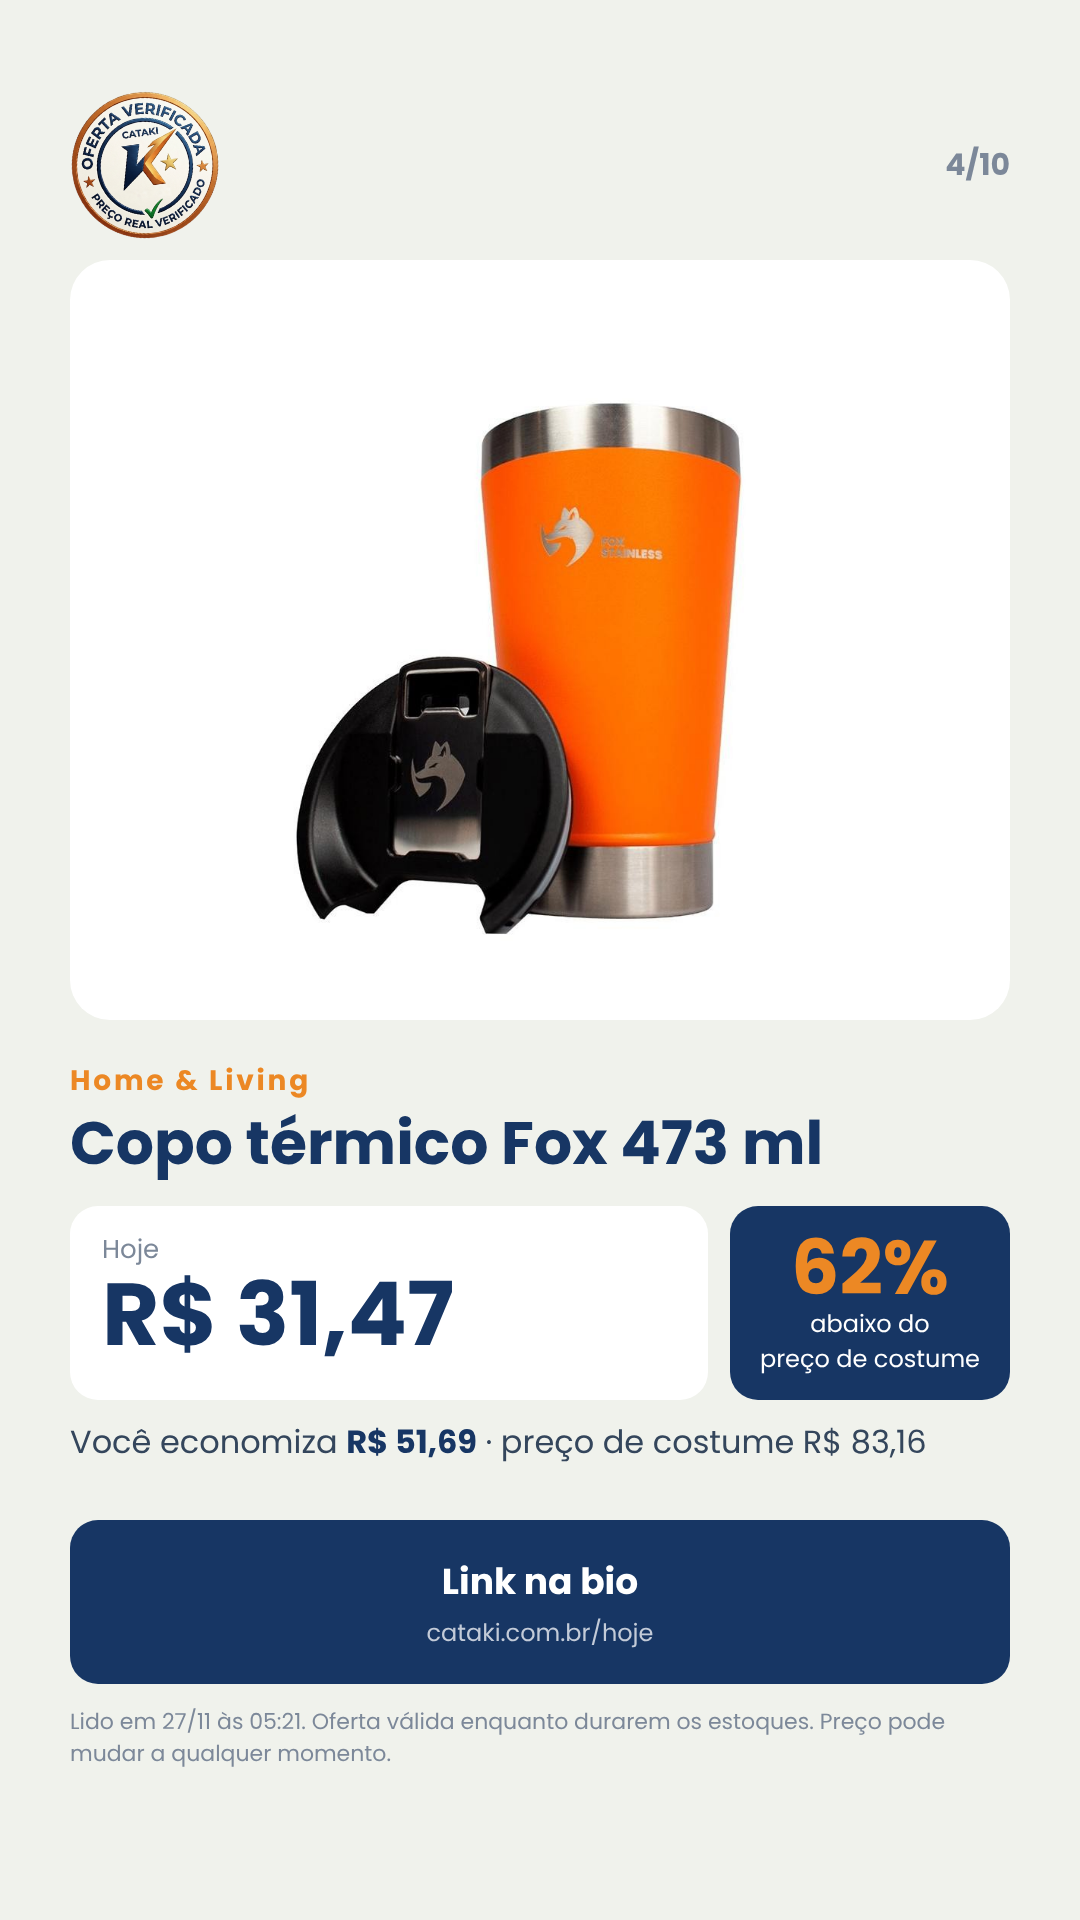 OFERTA VERIFICADA
CATAKI
K
PREÇO REAL VERIFICADO
4/10
FOX
STAINLESS
Home & Living
Copo térmico Fox 473 ml
Hoje
R$ 31,47
62%
abaixo do
preço de costume
Você economiza R$ 51,69 · preço de costume R$ 83,16
Link na bio
cataki.com.br/hoje
Lido em 27/11 às 05:21. Oferta válida enquanto durarem os estoques. Preço pode
mudar a qualquer momento.